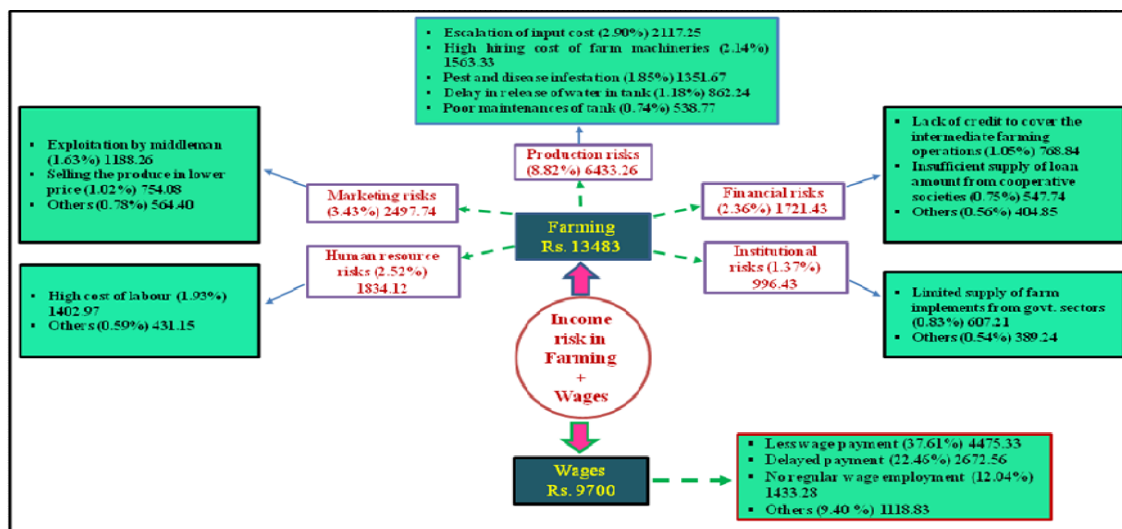 ▪ Escalation of input cost (2.90%) 2117.25
▪ High hiring cost of farm machineries (2.14%)
1563.33
▪ Pest and disease infestation (1.85%) 1351.67
▪ Delay in release of water in tank (1.18%) 862.24
▪ Poor maintenances of tank (0.74%) 538.77
Production risks
(8.82%) 6433.26
▪ Exploitation by middleman
(1.63%) 1188.26
▪ Selling the produce in lower
price (1.02%) 754.08
▪ Others (0.78%) 564.40
Marketing risks
(3.43%) 2497.74
Financial risks
(2.36%) 1721.43
▪ Lack of credit to cover the
intermediate farming
operations (1.05%) 768.84
▪ Insufficient supply of loan
amount from cooperative
societies (0.75%) 547.74
▪ Others (0.56%) 404.85
Farming
Rs. 13483
Human resource
risks (2.52%)
1834.12
Institutional
risks (1.37%)
996.43
▪ High cost of labour (1.93%)
1402.97
▪ Others (0.59%) 431.15
▪ Limited supply of farm
implements from govt. sectors
(0.83%) 607.21
▪ Others (0.54%) 389.24
Income
risk in
Farming
+
Wages
Wages
Rs. 9700
▪ Less wage payment (37.61%) 4475.33
▪ Delayed payment (22.46%) 2672.56
▪ No regular wage employment (12.04%)
1433.28
▪ Others (9.40 %) 1118.83